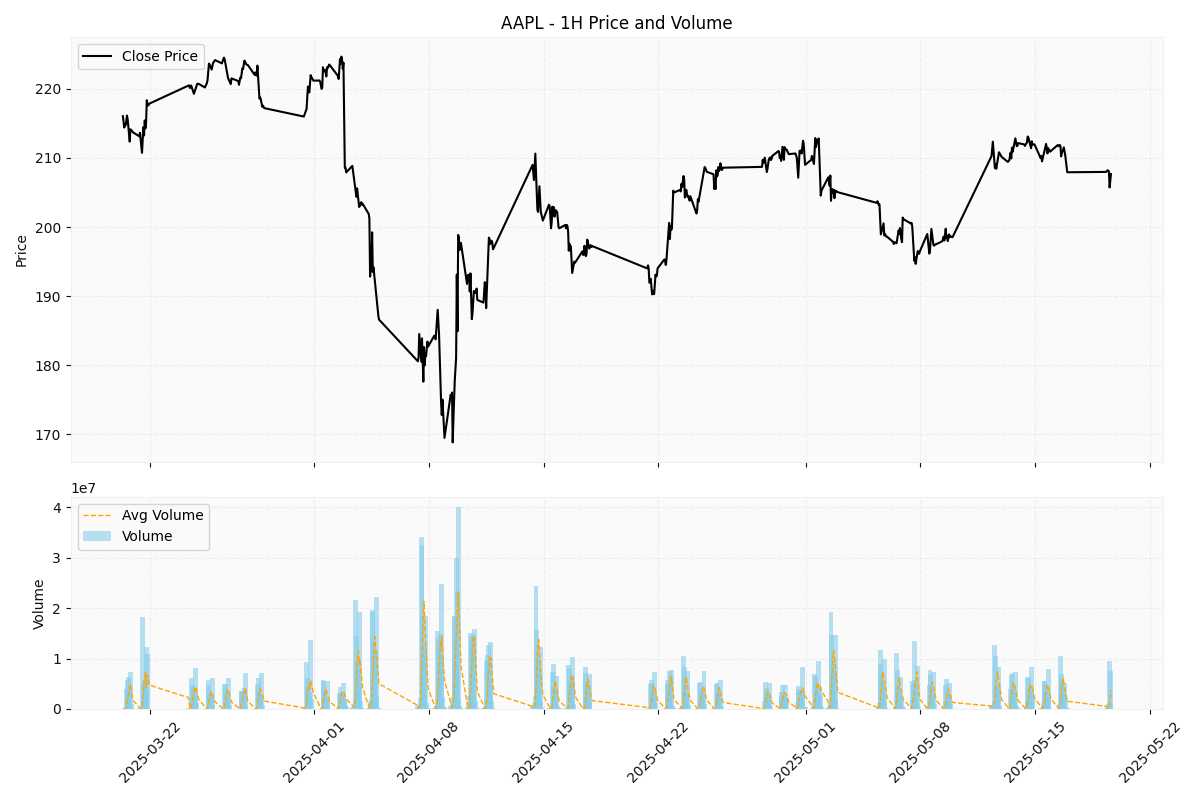 AAPL - 1H Price and Volume
Close Price
Price
220
210
200
190
180
170
1e7
Avg Volume
Volume
Volume
4
3
2
1
0
2025-03-22
2025-04-01
2025-04-08
2025-04-15
2025-04-22
2025-05-01
2025-05-08
2025-05-15
2025-05-22